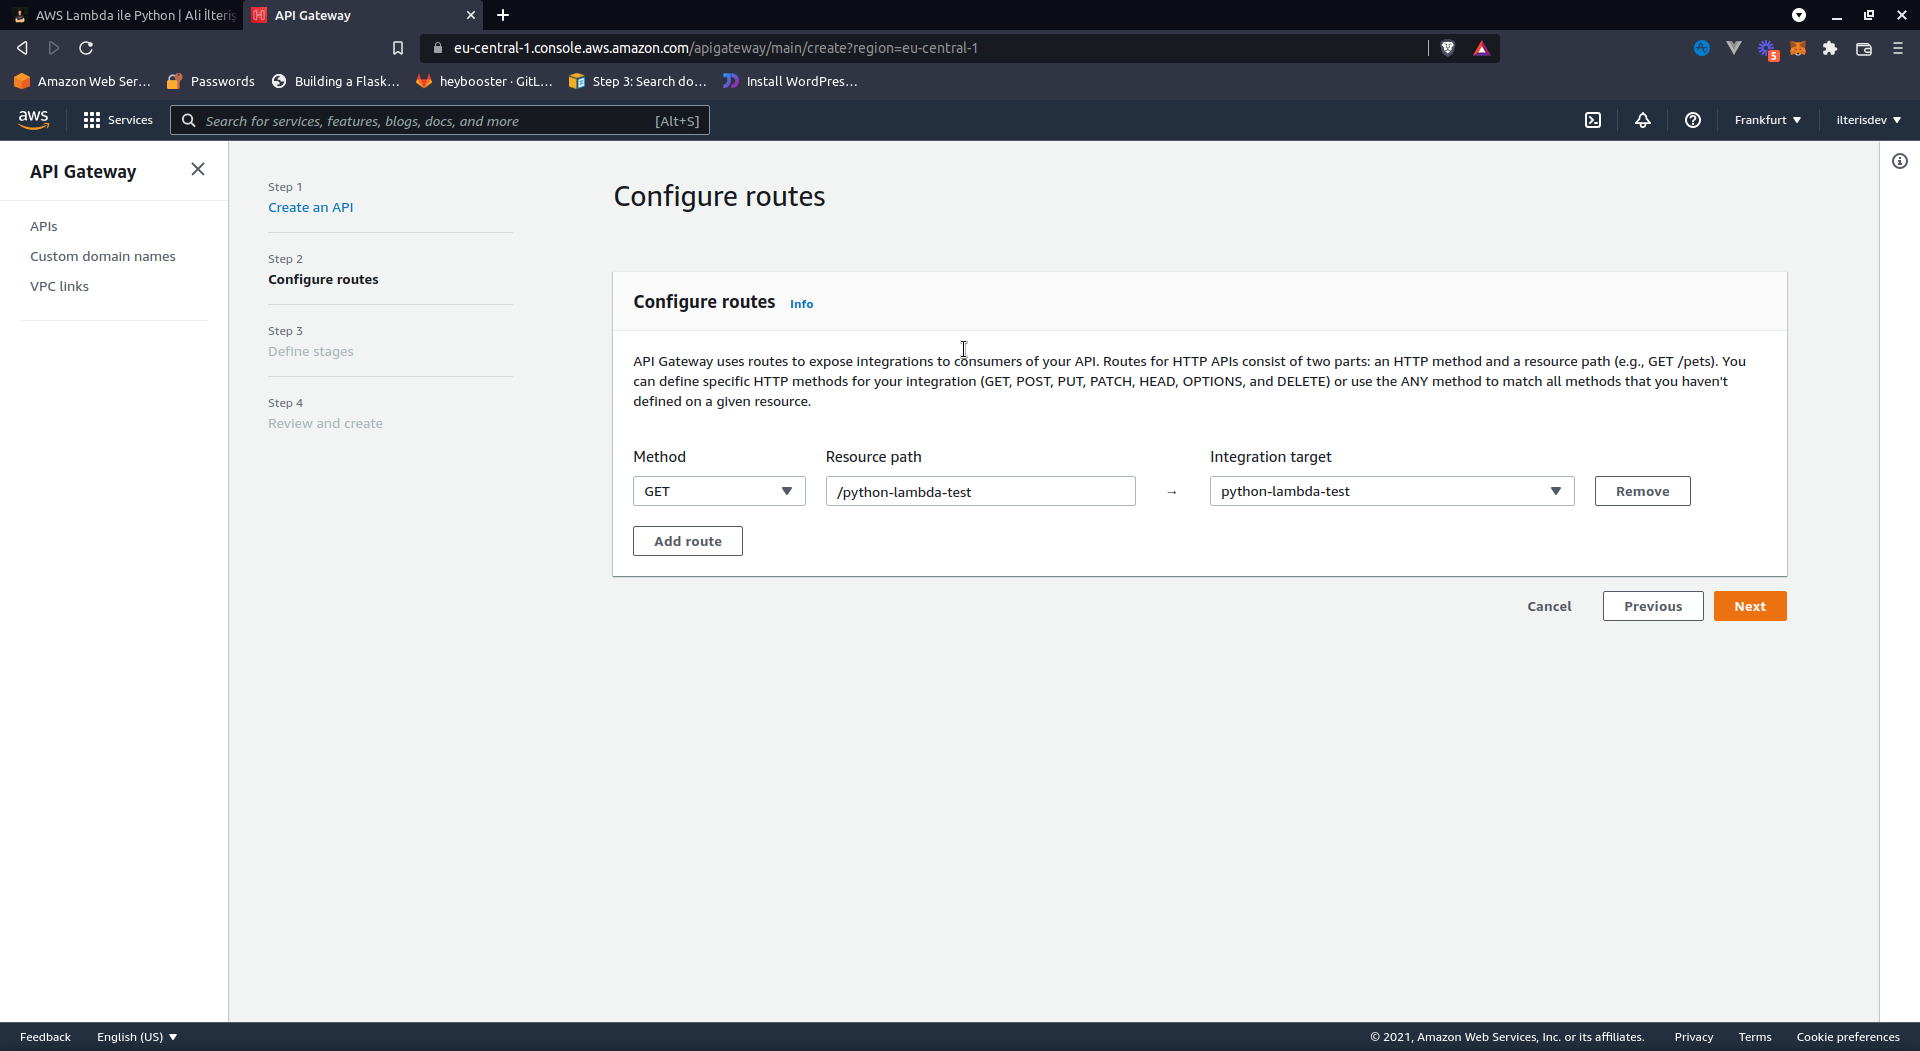 AWS Lambda ile Python | Ali İlteriş
API Gateway
eu-central-1.console.aws.amazon.com/apigateway/main/create?region=eu-central-1
5
Amazon Web Ser...
Passwords
Building a Flask...
heybooster · GitL...
Step 3: Search do...
Install WordPres...
aws
Services
Search for services, features, blogs, docs, and more
[Alt+S]
Frankfurt
ilterisdev
API Gateway
APIs
Custom domain names
VPC links
Step 1
Create an API
Step 2
Configure routes
Step 3
Define stages
Step 4
Review and create
Configure routes
Configure routes Info
API Gateway uses routes to expose integrations to consumers of your API. Routes for HTTP APIs consist of two parts: an HTTP method and a resource path (e.g., GET /pets). You
can define specific HTTP methods for your integration (GET, POST, PUT, PATCH, HEAD, OPTIONS, and DELETE) or use the ANY method to match all methods that you haven't
defined on a given resource.
Method
Resource path
Integration target
GET
/python-lambda-test
→
python-lambda-test
Remove
Add route
Cancel
Previous
Next
Feedback
English (US)
© 2021, Amazon Web Services, Inc. or its affiliates.
Privacy
Terms
Cookie preferences